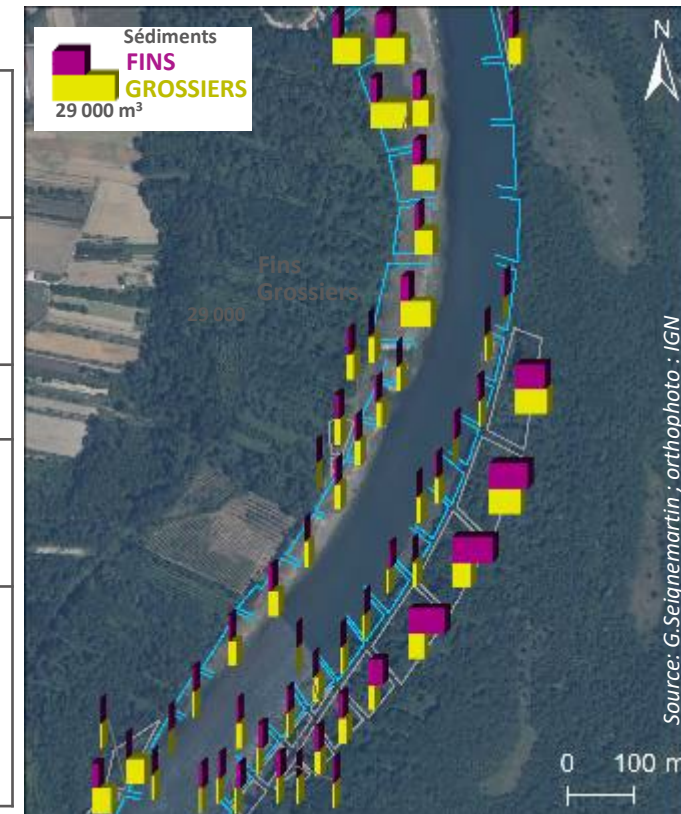 Sédiments
FINS
GROSSIERS
29 000 m³
N
Fins
Grossiers
29 000
Source: G.Seignemartin ; orthophoto : IGN
0 100 m